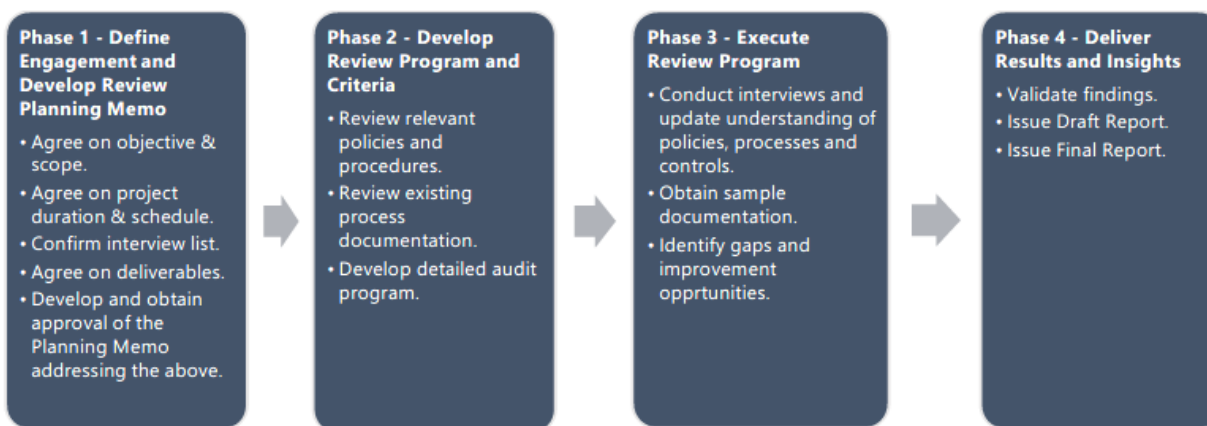 Phase 1 - Define
Engagement and
Develop Review
Planning Memo
• Agree on objective &
scope.
• Agree on project
duration & schedule.
• Confirm interview list.
• Agree on deliverables.
• Develop and obtain
approval of the
Planning Memo
addressing the above.
Phase 2 - Develop
Review Program and
Criteria
• Review relevant
policies and
procedures.
• Review existing
process
documentation.
• Develop detailed audit
program.
Phase 3 - Execute
Review Program
• Conduct interviews and
update understanding of
policies, processes and
controls.
• Obtain sample
documentation.
• Identify gaps and
improvement
opprtunities.
Phase 4 - Deliver
Results and Insights
• Validate findings.
• Issue Draft Report.
• Issue Final Report.